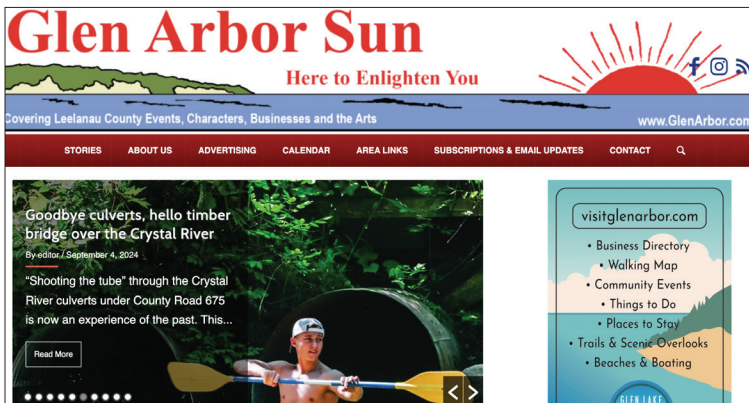 Glen Arbor Sun
Here to Enlighten You
Covering Leelanau County Events, Characters, Businesses and the Arts
www.GlenArbor.com
STORIES ABOUT US ADVERTISING CALENDAR AREA LINKS SUBSCRIPTIONS & EMAIL UPDATES CONTACT
Goodbye culverts, hello timber
bridge over the Crystal River
By editor / September 4, 2024
“Shooting the tube” through the Crystal
River culverts under County Road 675
is now an experience of the past. This...
Read More
visitglenarbor.com
• Business Directory
• Walking Map
• Community Events
• Things to Do
• Places to Stay
• Trails & Scenic Overlooks
• Beaches & Boating
GLEN LAKE